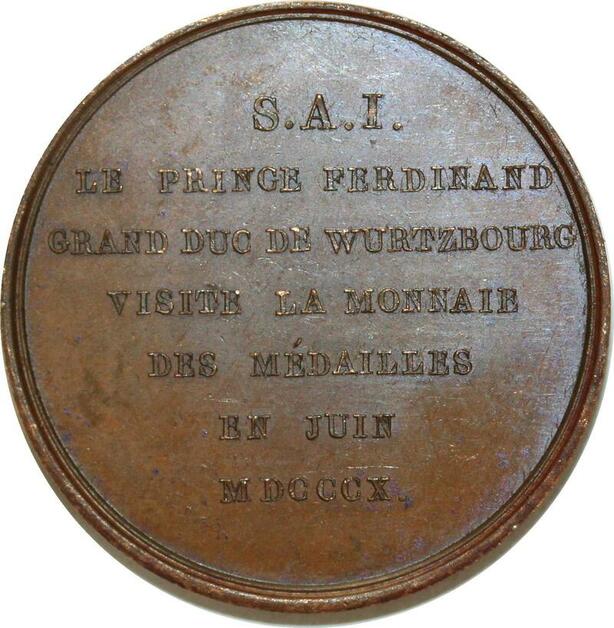 S.A.I.
LE PRINCE FERDINAND
GRAND DUC DE WURTZBOURG
VISITE LA MONNAIE
DES MÉDAILLES
EN JUIN
MDCCCX.